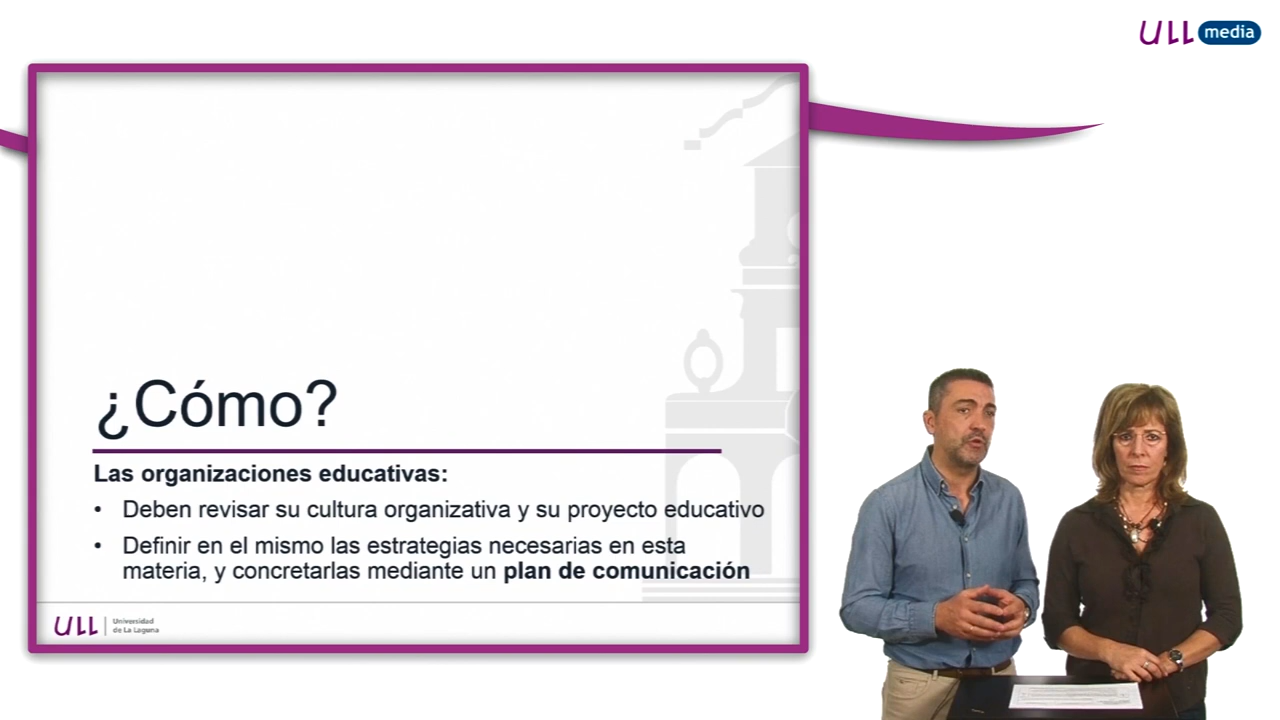 ULL media
¿Cómo?
Las organizaciones educativas:
• Deben revisar su cultura organizativa y su proyecto educativo
• Definir en el mismo las estrategias necesarias en esta
materia, y concretarlas mediante un plan de comunicación
ULL
Universidad
de La Laguna